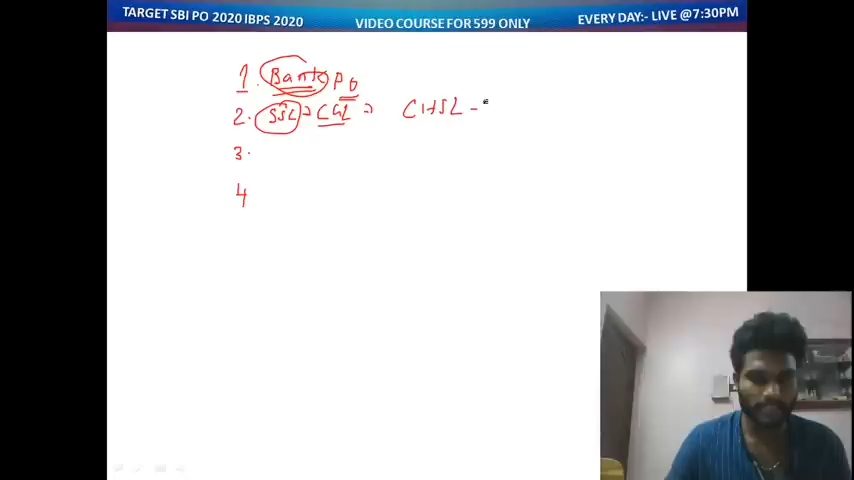 TARGET SBI PO 2020 IBPS 2020 VIDEO COURSE FOR 599 ONLY EVERY DAY:- LIVE @7:30PM
1. Bank PO
2. SSC ⇒ CGL ⇒ CHSL -
3.
4